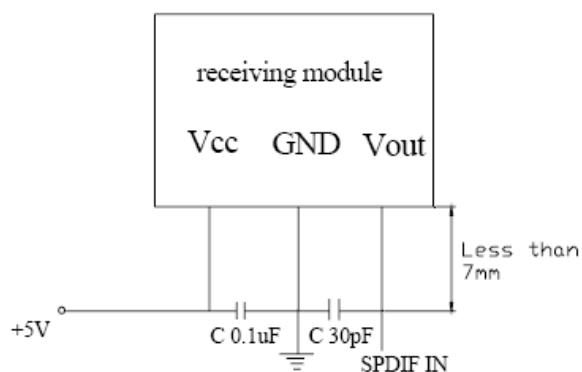 receiving module
Vcc GND Vout
Less than
7mm
+5V
C 0.1uF C 30pF
SPDIF IN